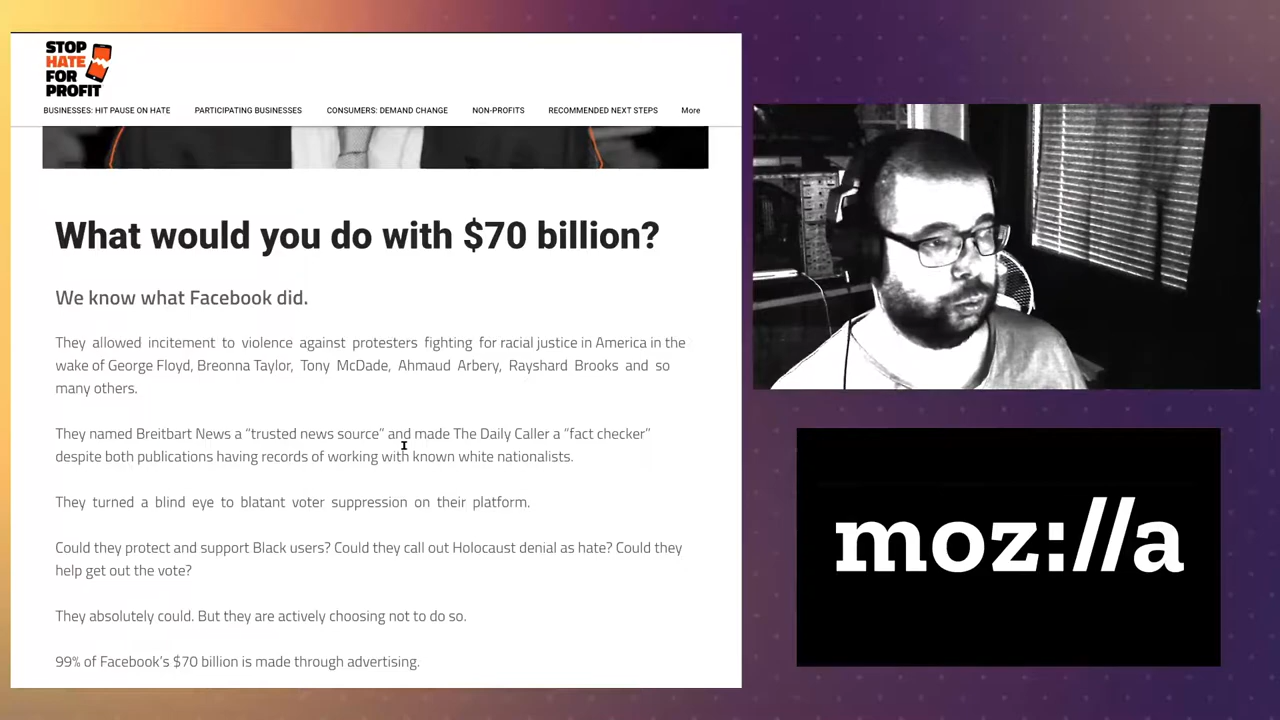 STOP
HATE
FOR
PROFIT
BUSINESSES: HIT PAUSE ON HATE PARTICIPATING BUSINESSES CONSUMERS: DEMAND CHANGE NON-PROFITS RECOMMENDED NEXT STEPS More
What would you do with $70 billion?
We know what Facebook did.
They allowed incitement to violence against protesters fighting for racial justice in America in the
wake of George Floyd, Breonna Taylor, Tony McDade, Ahmaud Arbery, Rayshard Brooks and so
many others.
They named Breitbart News a “trusted news source” and made The Daily Caller a “fact checker”
despite both publications having records of working with known white nationalists.
They turned a blind eye to blatant voter suppression on their platform.
Could they protect and support Black users? Could they call out Holocaust denial as hate? Could they
help get out the vote?
They absolutely could. But they are actively choosing not to do so.
99% of Facebook’s $70 billion is made through advertising.
moz://a